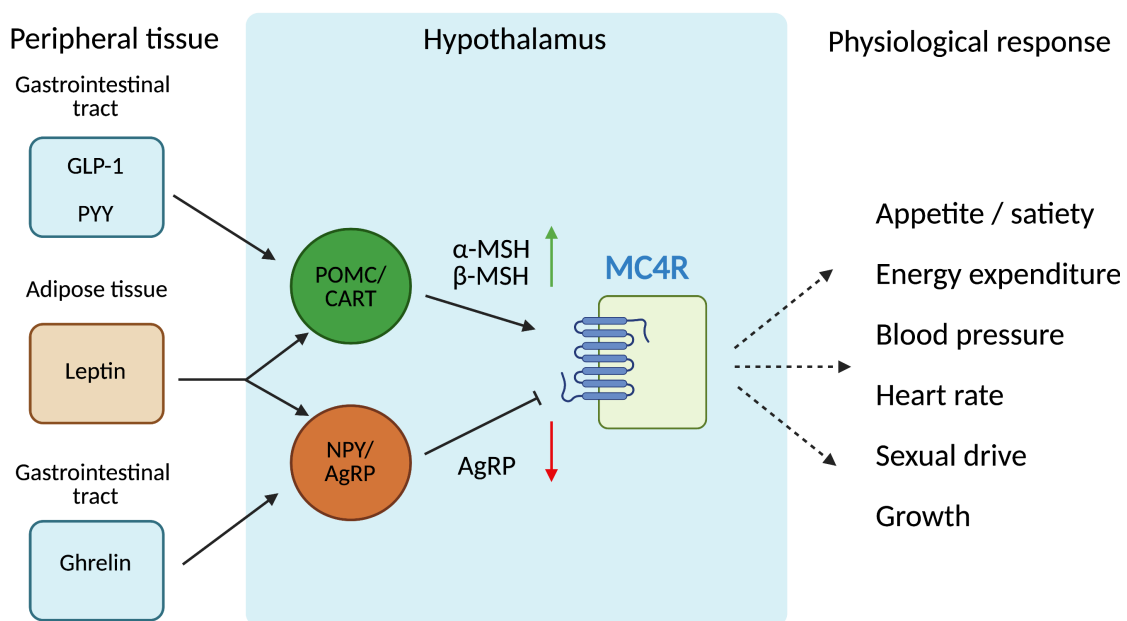 Peripheral tissue
Hypothalamus
Physiological response
Gastrointestinal
tract
GLP-1
PYY
Adipose tissue
Leptin
Gastrointestinal
tract
Ghrelin
POMC/
CART
NPY/
AgRP
α-MSH
β-MSH
AgRP
MC4R
Appetite / satiety
Energy expenditure
Blood pressure
Heart rate
Sexual drive
Growth